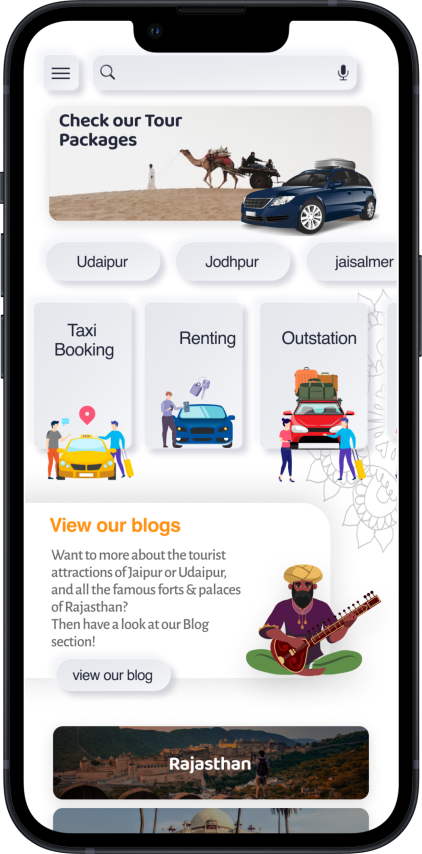 Check our Tour
Packages
Udaipur
Jodhpur
jaisalmer
Taxi
Booking
Renting
Outstation
View our blogs
Want to more about the tourist
attractions of Jaipur or Udaipur,
and all the famous forts & palaces
of Rajasthan?
Then have a look at our Blog
section!
view our blog
Rajasthan